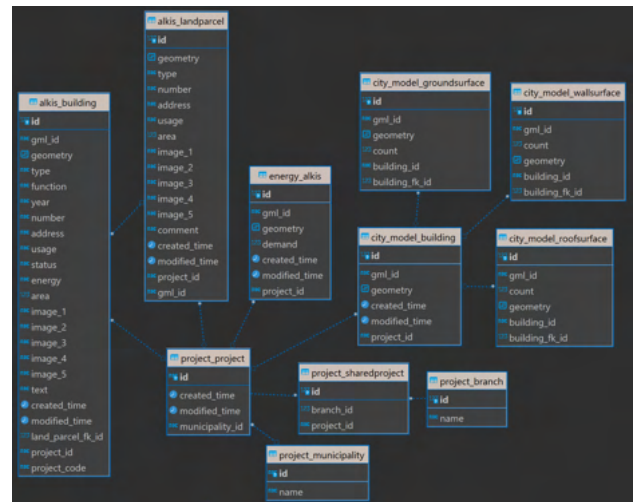 alkis_landparcel
id
geometry
type
number
address
usage
area
image_1
image_2
image_3
image_4
image_5
comment
created_time
modified_time
project_id
gml_id
alkis_building
id
gml_id
geometry
type
function
year
number
address
usage
status
energy
area
image_1
image_2
image_3
image_4
image_5
text
created_time
modified_time
land_parcel_fk_id
project_id
project_code
energy_alkis
id
gml_id
geometry
demand
created_time
modified_time
project_id
city_model_groundsurface
id
gml_id
geometry
count
building_id
building_fk_id
city_model_wallsurface
id
gml_id
count
geometry
building_id
building_fk_id
city_model_building
id
gml_id
geometry
created_time
modified_time
project_id
city_model_roofsurface
id
gml_id
count
geometry
building_id
building_fk_id
project_project
id
created_time
modified_time
municipality_id
project_sharedproject
id
branch_id
project_id
project_branch
id
name
project_municipality
id
name